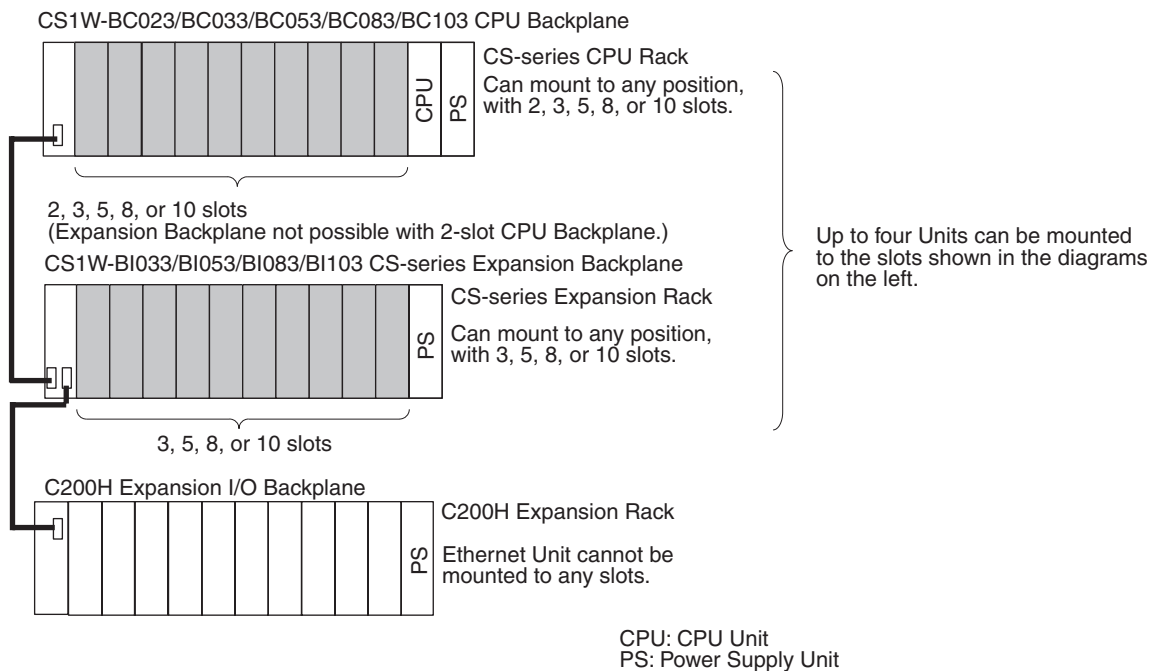 CS1W-BC023/BC033/BC053/BC083/BC103 CPU Backplane
CPU
PS
CS-series CPU Rack
Can mount to any position,
with 2, 3, 5, 8, or 10 slots.
2, 3, 5, 8, or 10 slots
(Expansion Backplane not possible with 2-slot CPU Backplane.)
CS1W-BI033/BI053/BI083/BI103 CS-series Expansion Backplane
PS
CS-series Expansion Rack
Can mount to any position,
with 3, 5, 8, or 10 slots.
3, 5, 8, or 10 slots
Up to four Units can be mounted
to the slots shown in the diagrams
on the left.
C200H Expansion I/O Backplane
PS
C200H Expansion Rack
Ethernet Unit cannot be
mounted to any slots.
CPU: CPU Unit
PS: Power Supply Unit